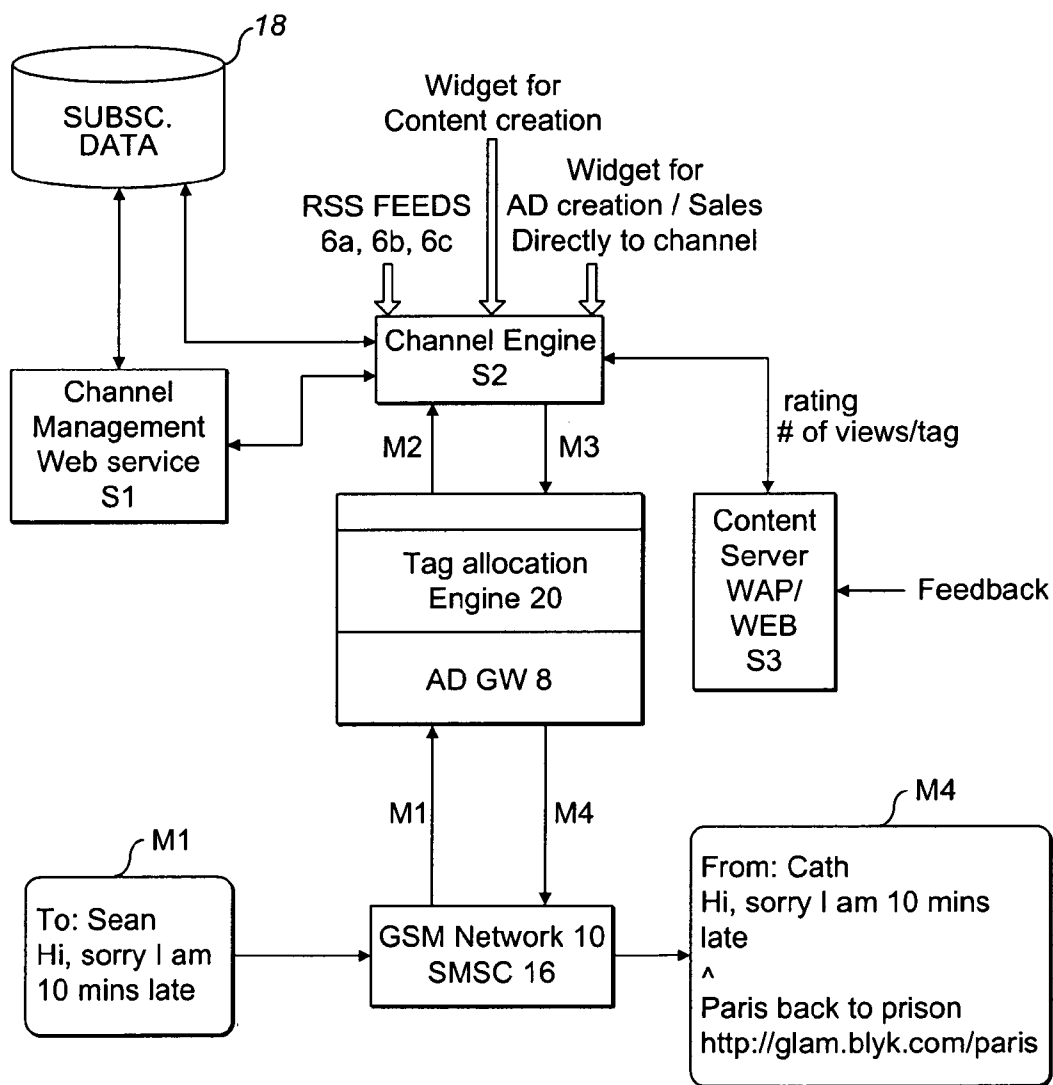 18
SUBSC.
DATA
Widget for
Content creation
Widget for
AD creation / Sales
Directly to channel
RSS FEEDS
6a, 6b, 6c
Channel Engine
S2
Channel
Management
Web service
S1
rating
# of views/tag
M2
M3
Content
Server
WAP/
WEB
S3
Feedback
Tag allocation
Engine 20
AD GW 8
M1
M4
M1
To: Sean
Hi, sorry I am
10 mins late
GSM Network 10
SMSC 16
M4
From: Cath
Hi, sorry I am 10 mins
late
^
Paris back to prison
http://glam.blyk.com/paris